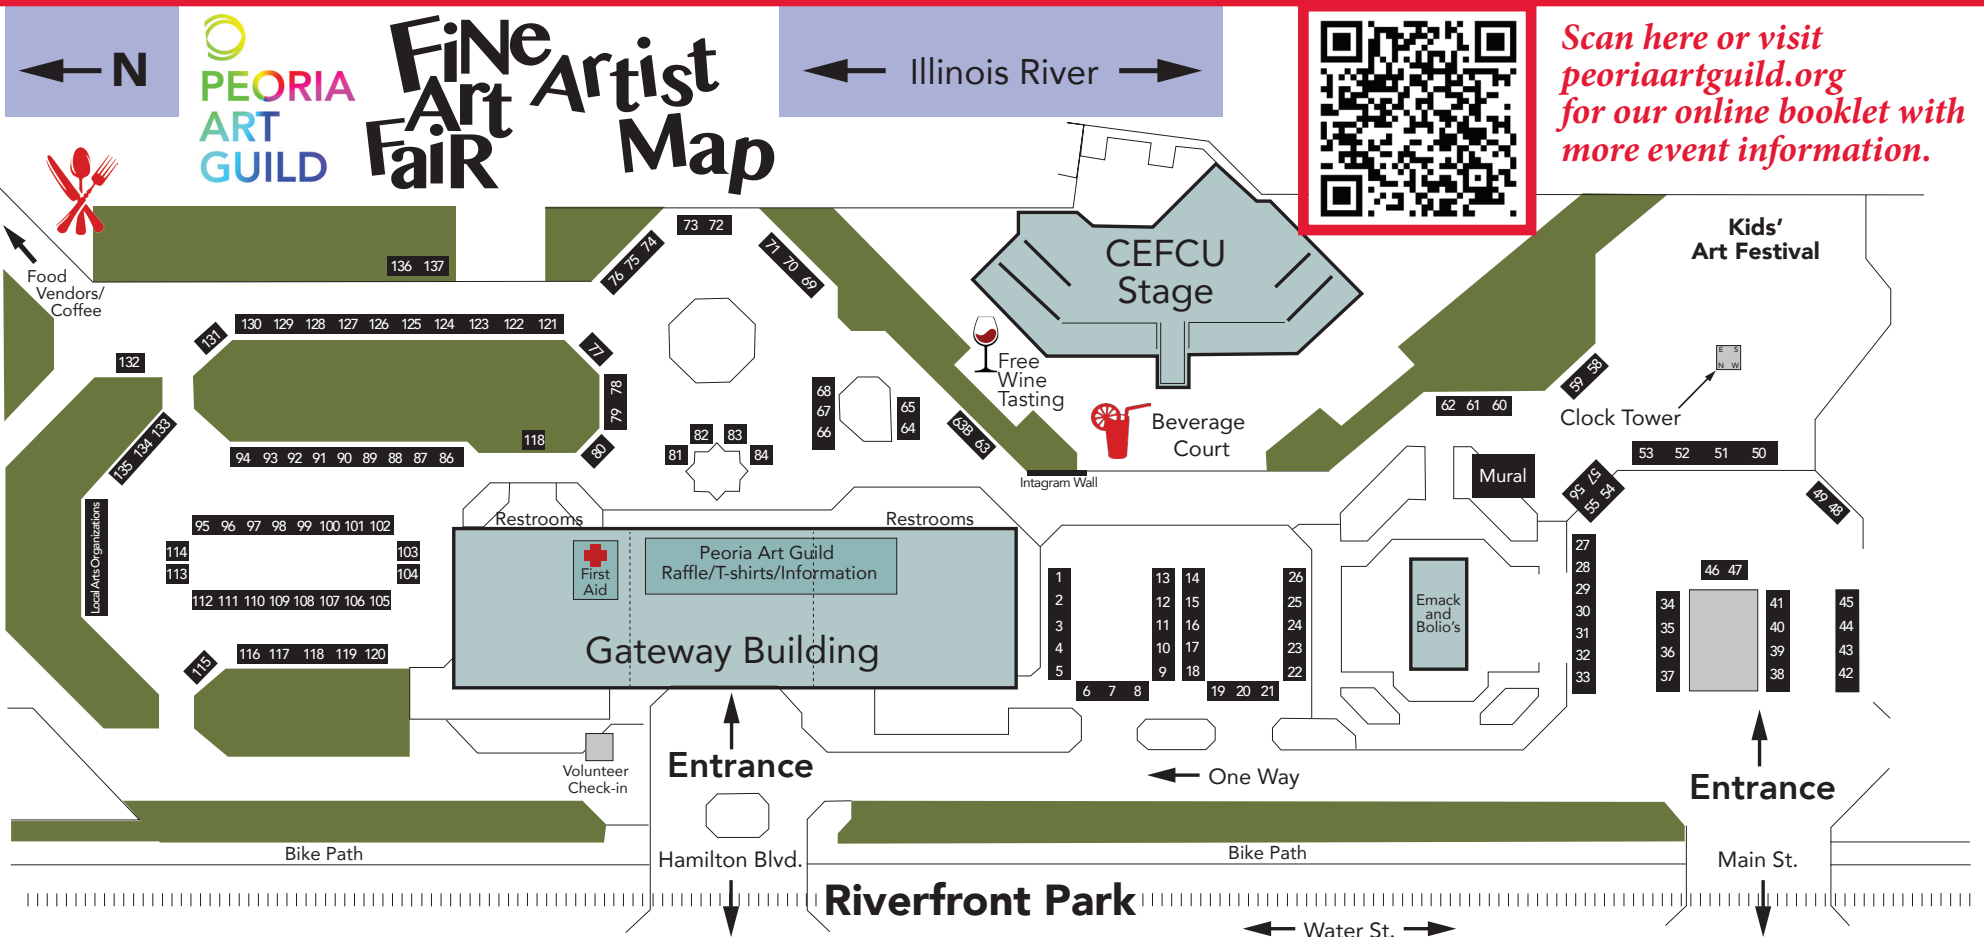 N
PEORIA
ART
GUILD
FiNe
Art
FaiR
Artist
Map
Illinois River
Scan here or visit
peoriaartguild.org
for our online booklet with
more event information.
Food
Vendors/
Coffee
136 137
76 75 74
73 72
71 70 69
CEFCU
Stage
Kids'
Art Festival
E S
N W
Clock Tower
130 129 128 127 126 125 124 123 122 121
131
132
77
78
79
80
118
133
134
135
94 93 92 91 90 89 88 87 86
82 83
81 84
68
67
66
65
64
63B 63
Free
Wine
Tasting
Beverage
Court
Intagram Wall
62 61 60
59 58
Mural
53 52 51 50
49 48
57
56
54
55
Local Arts Organizations
95 96 97 98 99 100 101 102
114
113
103
104
112 111 110 109 108 107 106 105
115
116 117 118 119 120
Restrooms
Restrooms
First
Aid
Peoria Art Guild
Raffle/T-shirts/Information
Gateway Building
1
2
3
4
5
6 7 8
13
12
11
10
9
14
15
16
17
18
19 20 21
26
25
24
23
22
Emack
and
Bolio's
27
28
29
30
31
32
33
46 47
34
35
36
37
41
40
39
38
45
44
43
42
Volunteer
Check-in
Entrance
One Way
Entrance
Bike Path
Hamilton Blvd.
Bike Path
Main St.
Riverfront Park
Water St.